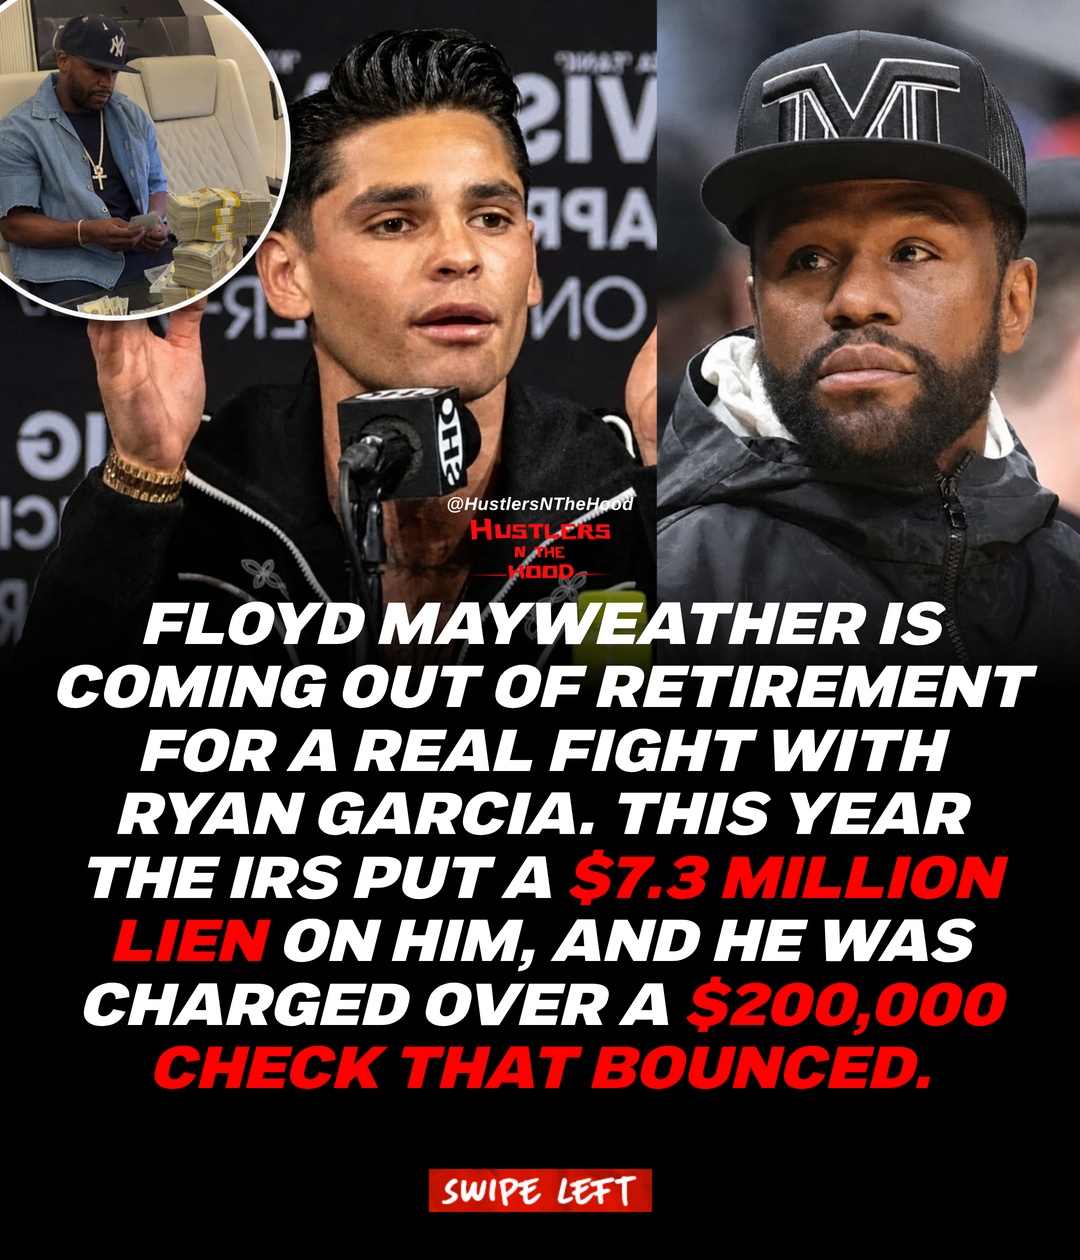 NY
@HustlersNTheHood
HUSTLERS
N THE
HOOD
FLOYD MAYWEATHER IS
COMING OUT OF RETIREMENT
FOR A REAL FIGHT WITH
RYAN GARCIA. THIS YEAR
THE IRS PUT A $7.3 MILLION
LIEN ON HIM, AND HE WAS
CHARGED OVER A $200,000
CHECK THAT BOUNCED.
SWIPE LEFT